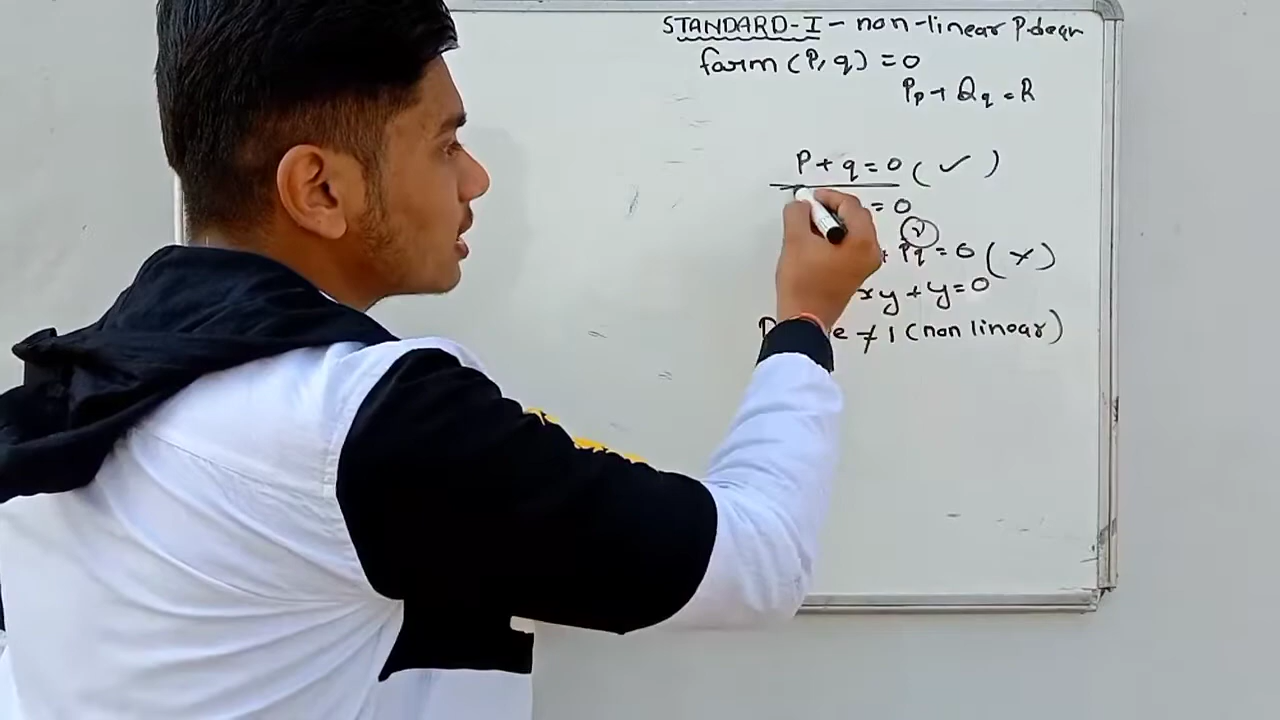 STANDARD-I - non-linear P.deqn
form (P, q) = 0
Pp + Qq = R
P + q = 0 ( ✓ )
= 0
Pq = 0 ( × )
xy + y = 0
≠ 1 (non linear)